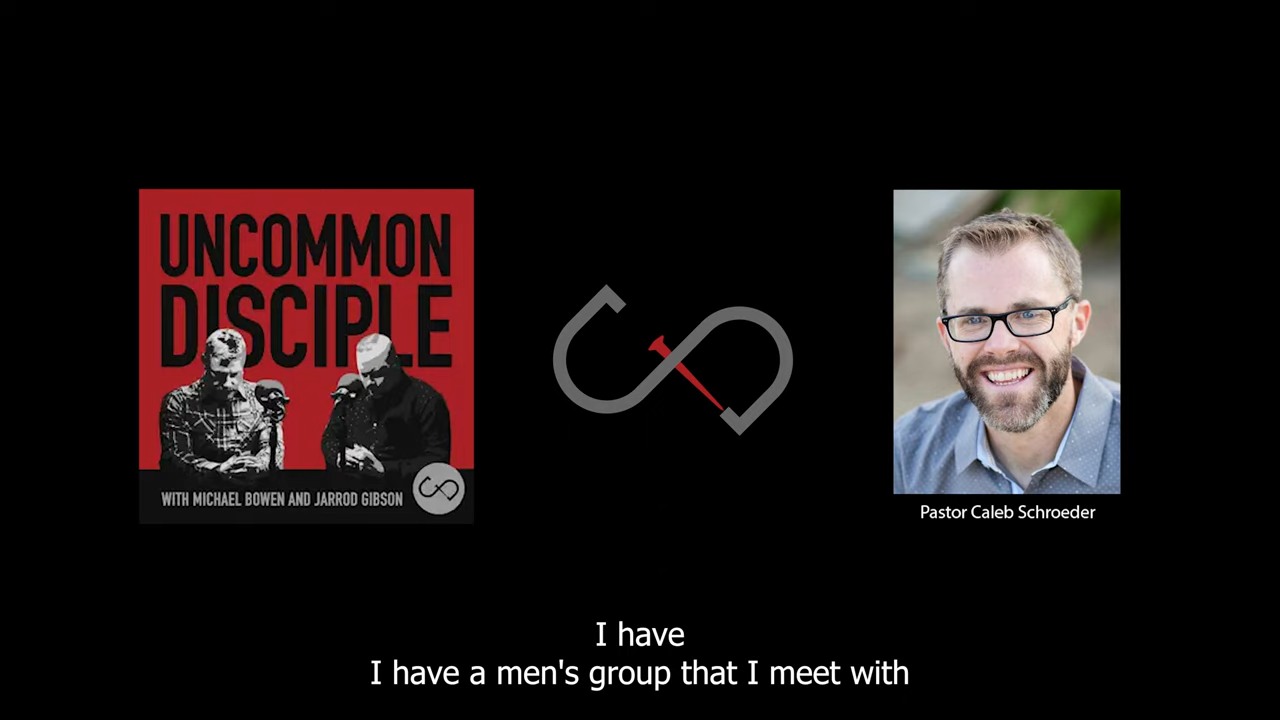 UNCOMMON
DISCIPLE
WITH MICHAEL BOWEN AND JARROD GIBSON
Pastor Caleb Schroeder
I have
I have a men's group that I meet with